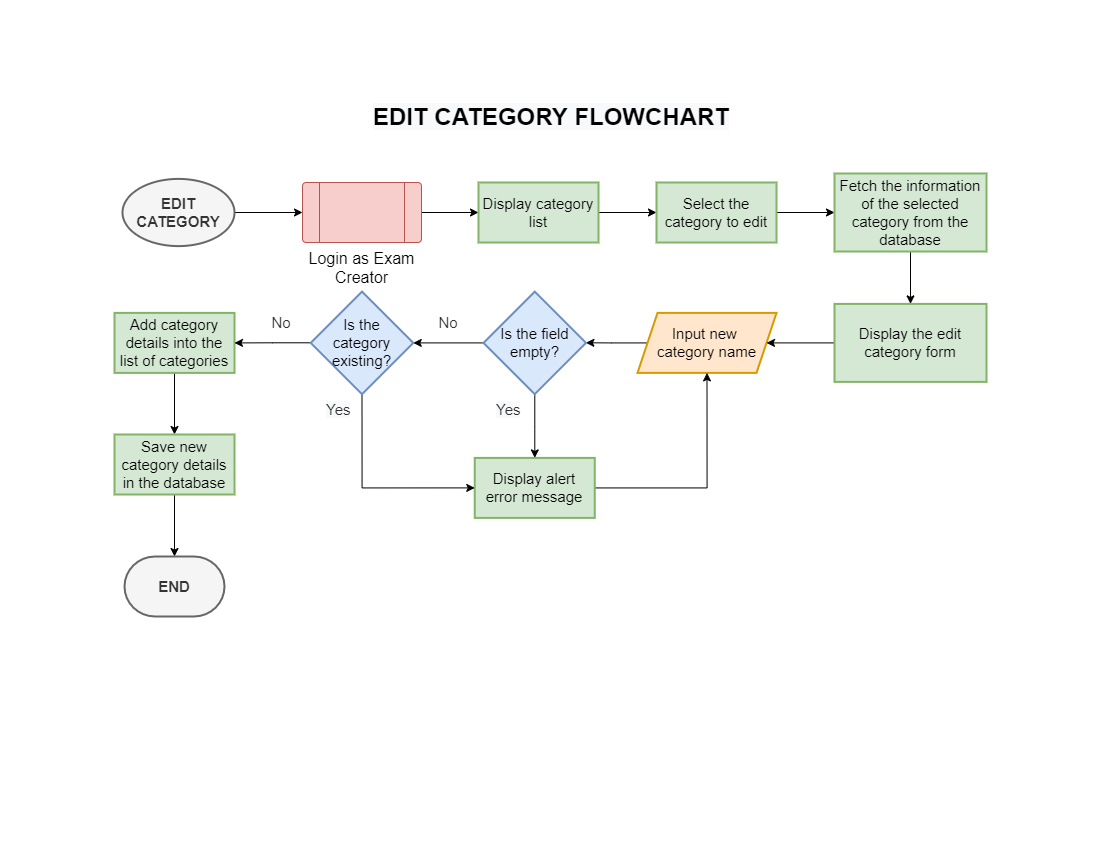 EDIT CATEGORY FLOWCHART
EDIT
CATEGORY
Login as Exam
Creator
Display category
list
Select the
category to edit
Fetch the information
of the selected
category from the
database
Display the edit
category form
Input new
category name
Is the field
empty?
No
Yes
Is the
category
existing?
No
Yes
Display alert
error message
Add category
details into the
list of categories
Save new
category details
in the database
END